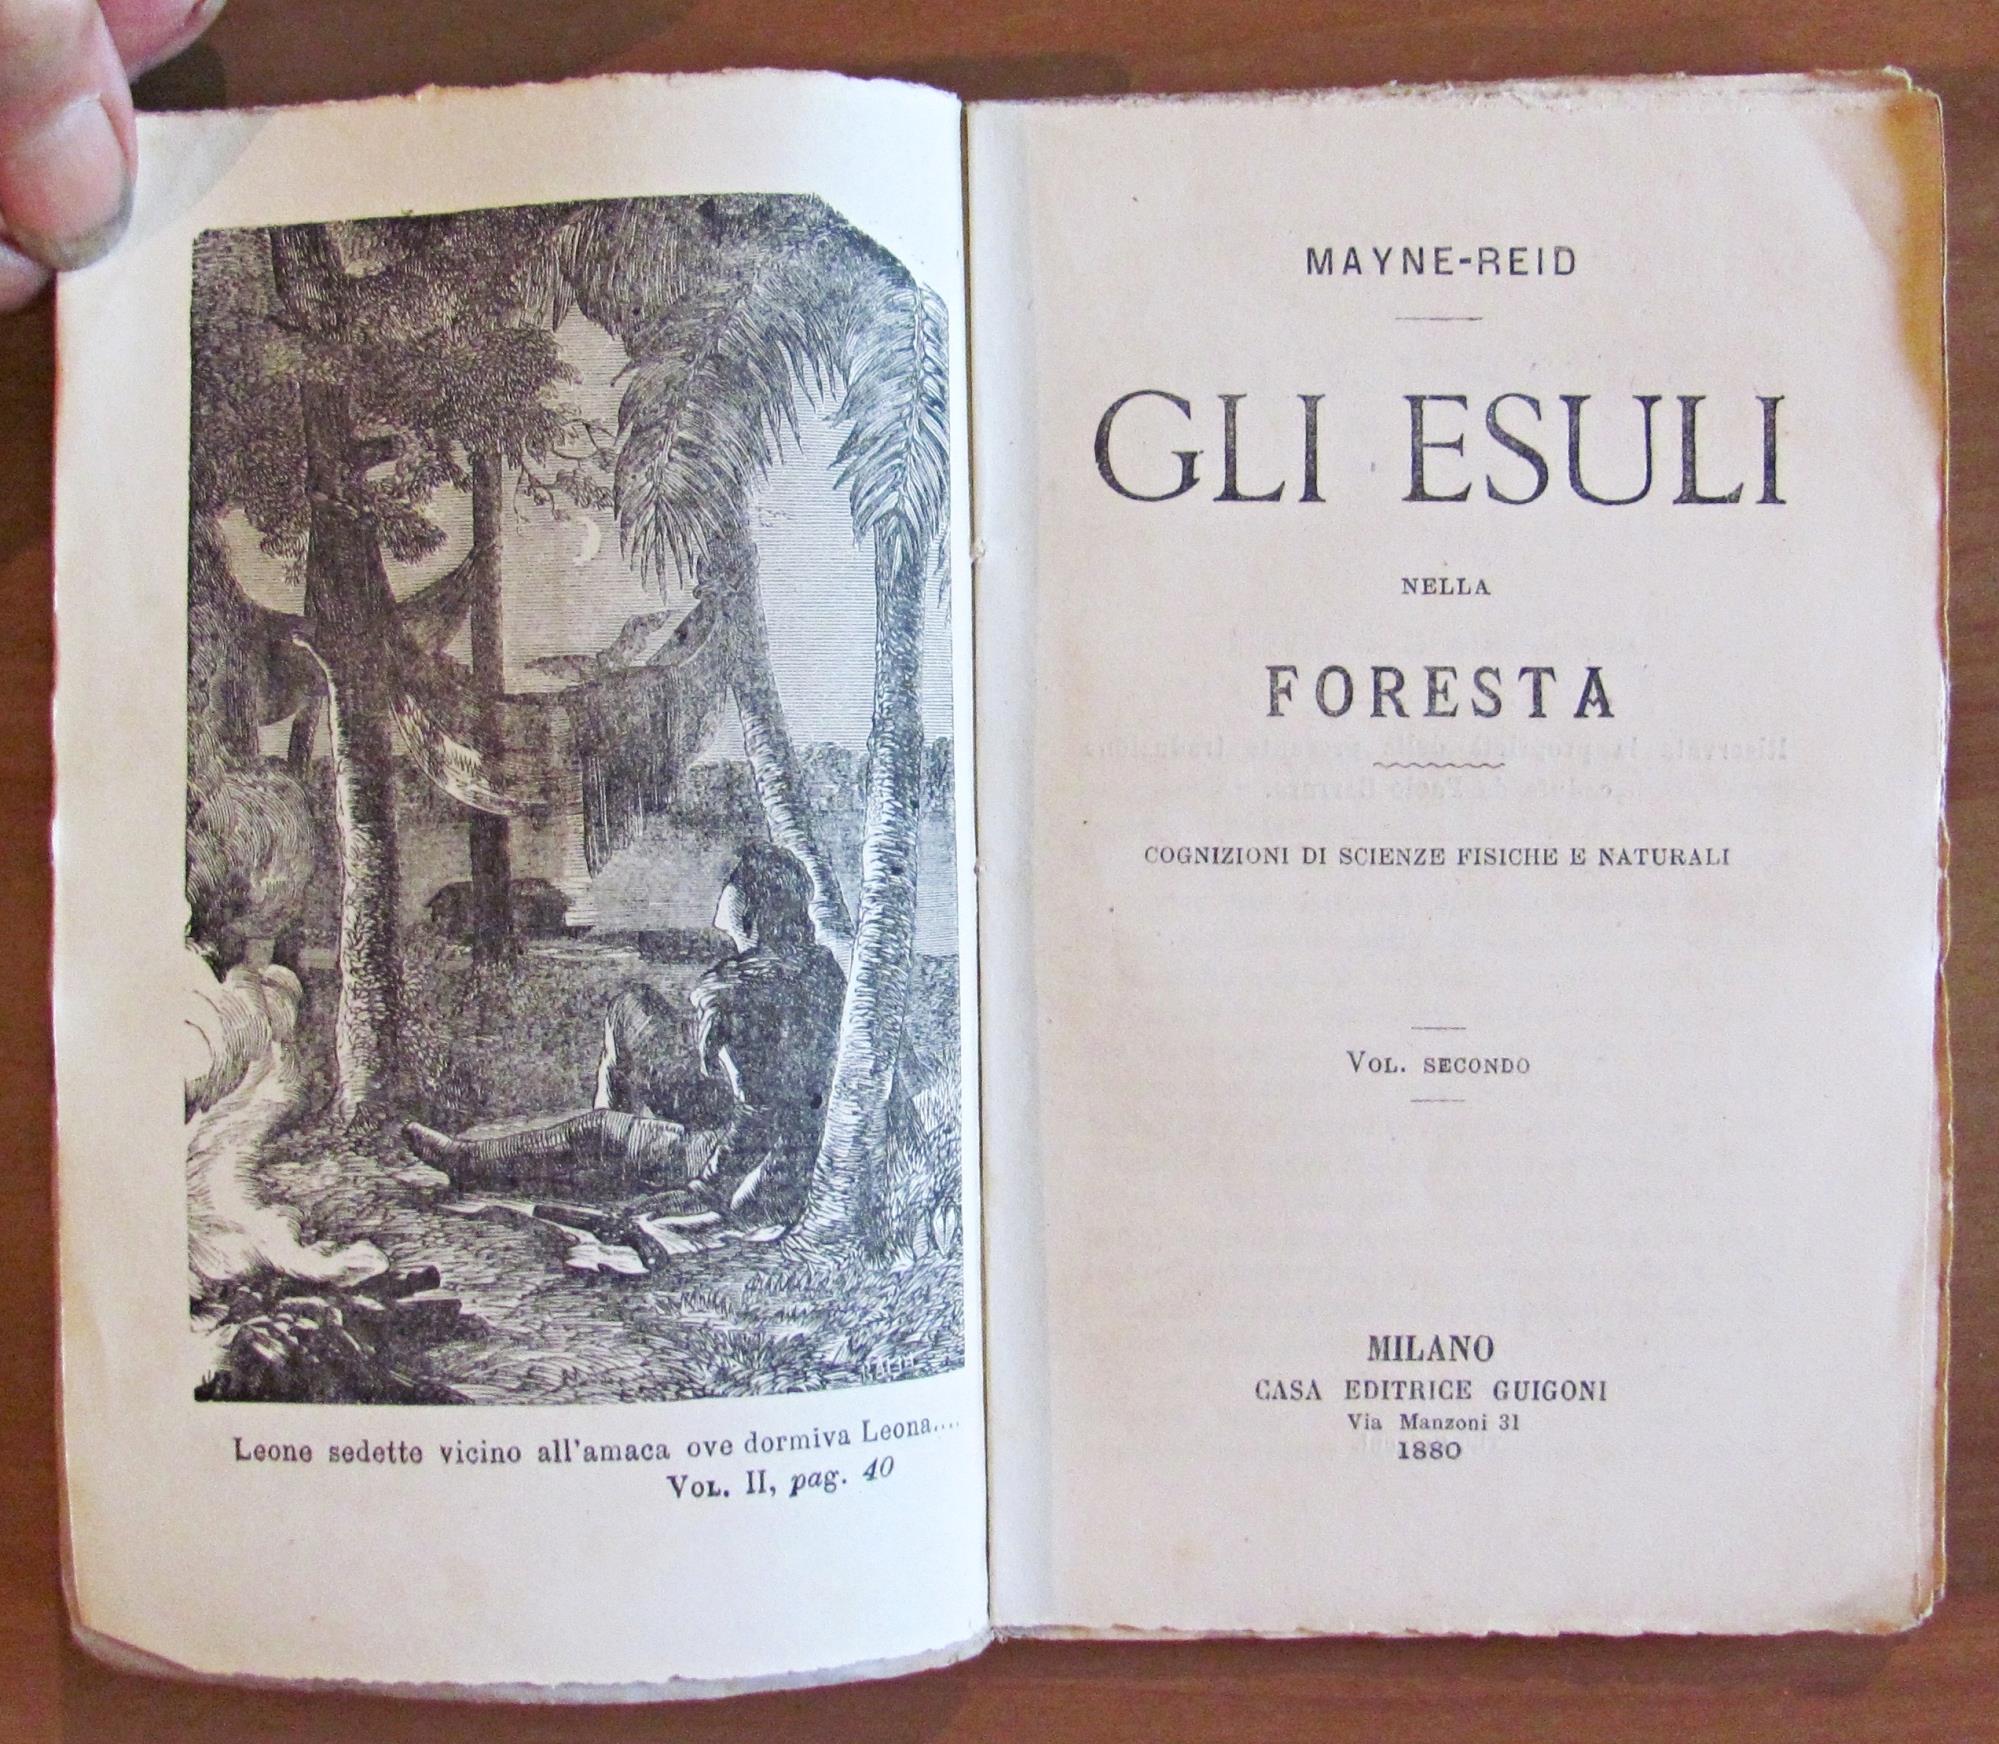 Leone sedette vicino all'amaca ove dormiva Leona....
VOL. II, pag. 40
MAYNE-REID
GLI ESULI
NELLA
FORESTA
COGNIZIONI DI SCIENZE FISICHE E NATURALI
VOL. SECONDO
MILANO
CASA EDITRICE GUIGONI
Via Manzoni 31
1880